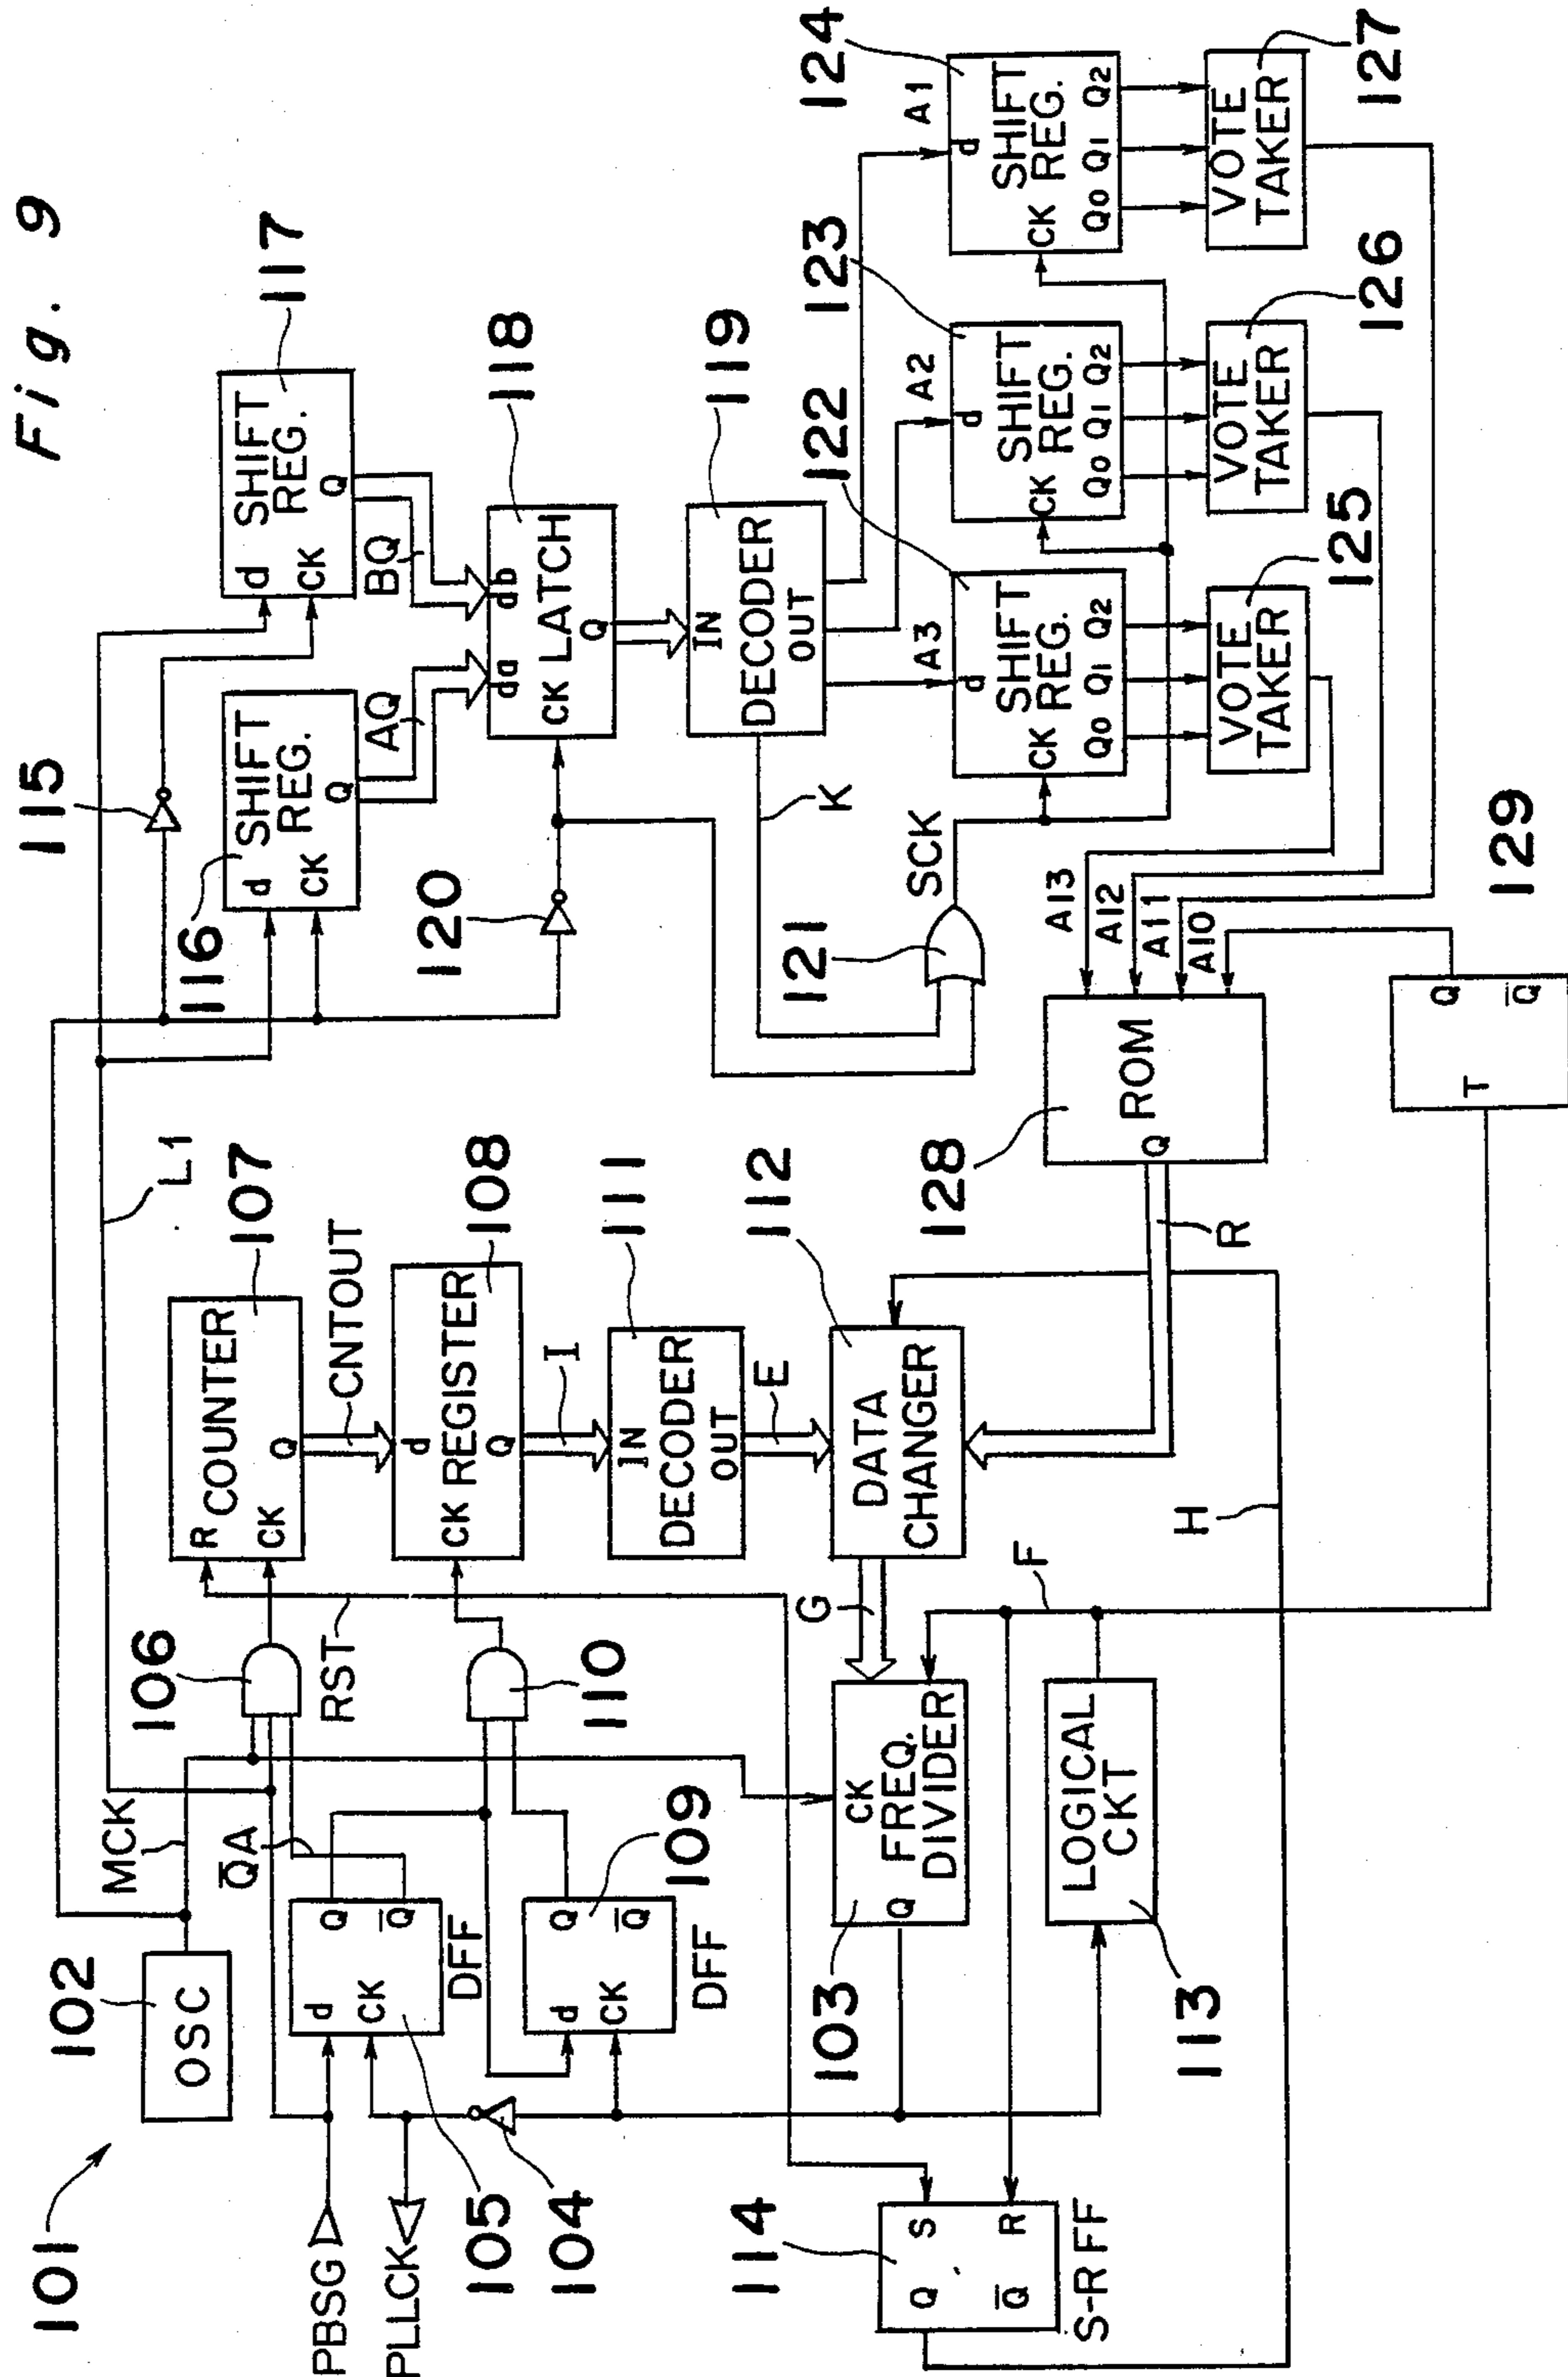 Fig. 9
101
102
OSC
MCK
Q̅A
PBSG
PLLCK
105
d
CK
Q
Q̅
DFF
104
109
d
CK
Q
Q̅
DFF
106
RST
110
107
R COUNTER
CK
Q
CNTOUT
108
d
CK REGISTER
Q
I
111
IN
DECODER
OUT
E
112
DATA
CHANGER
G
103
CK
FREQ.
DIVIDER
Q
F
113
LOGICAL
CKT
114
S
Q
R
Q̅
S-R FF
H
L1
115
116
d SHIFT
REG.
CK
Q
AQ
117
d SHIFT
REG.
CK
Q
BQ
118
da
db
CK LATCH
Q
119
IN
DECODER
OUT
120
K
121
SCK
A3
A2
A1
122
d
SHIFT
CK REG.
Q0 Q1 Q2
123
d
SHIFT
CK REG.
Q0 Q1 Q2
124
d
SHIFT
CK REG.
Q0 Q1 Q2
125
VOTE
TAKER
126
VOTE
TAKER
127
VOTE
TAKER
A13
A12
A11
A10
128
ROM
Q
R
129
T
Q
Q̅